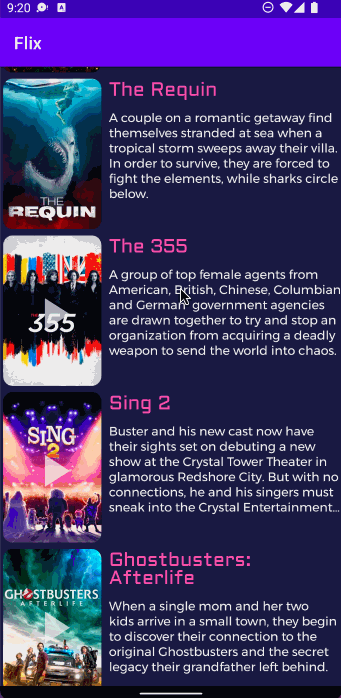 9:20
Flix
The Requin
A couple on a romantic getaway find
themselves stranded at sea when a
tropical storm sweeps away their villa.
In order to survive, they are forced to
fight the elements, while sharks circle
below.
THE
REQUIN
The 355
A group of top female agents from
American, British, Chinese, Columbian
and German government agencies
are drawn together to try and stop an
organization from acquiring a deadly
weapon to send the world into chaos.
THE
355
Sing 2
Buster and his new cast now have
their sights set on debuting a new
show at the Crystal Tower Theater in
glamorous Redshore City. But with no
connections, he and his singers must
sneak into the Crystal Entertainment...
SING
2
Ghostbusters:
Afterlife
When a single mom and her two
kids arrive in a small town, they begin
to discover their connection to the
original Ghostbusters and the secret
legacy their grandfather left behind.
GHOSTBUSTERS
AFTERLIFE